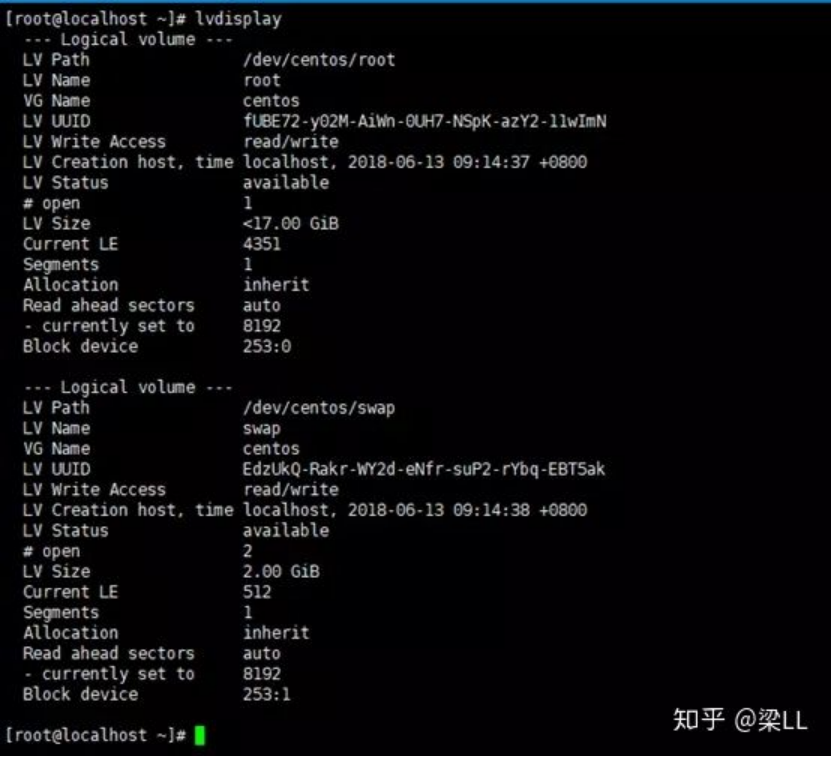 [root@localhost ~]# lvdisplay
--- Logical volume ---
LV Path /dev/centos/root
LV Name root
VG Name centos
LV UUID fUBE72-y02M-AiWn-0UH7-NSpK-azY2-11wImN
LV Write Access read/write
LV Creation host, time localhost, 2018-06-13 09:14:37 +0800
LV Status available
# open 1
LV Size <17.00 GiB
Current LE 4351
Segments 1
Allocation inherit
Read ahead sectors auto
- currently set to 8192
Block device 253:0
--- Logical volume ---
LV Path /dev/centos/swap
LV Name swap
VG Name centos
LV UUID EdzUkQ-Rakr-WY2d-eNfr-suP2-rYbq-EBT5ak
LV Write Access read/write
LV Creation host, time localhost, 2018-06-13 09:14:38 +0800
LV Status available
# open 2
LV Size 2.00 GiB
Current LE 512
Segments 1
Allocation inherit
Read ahead sectors auto
- currently set to 8192
Block device 253:1
[root@localhost ~]#
知乎 @梁LL